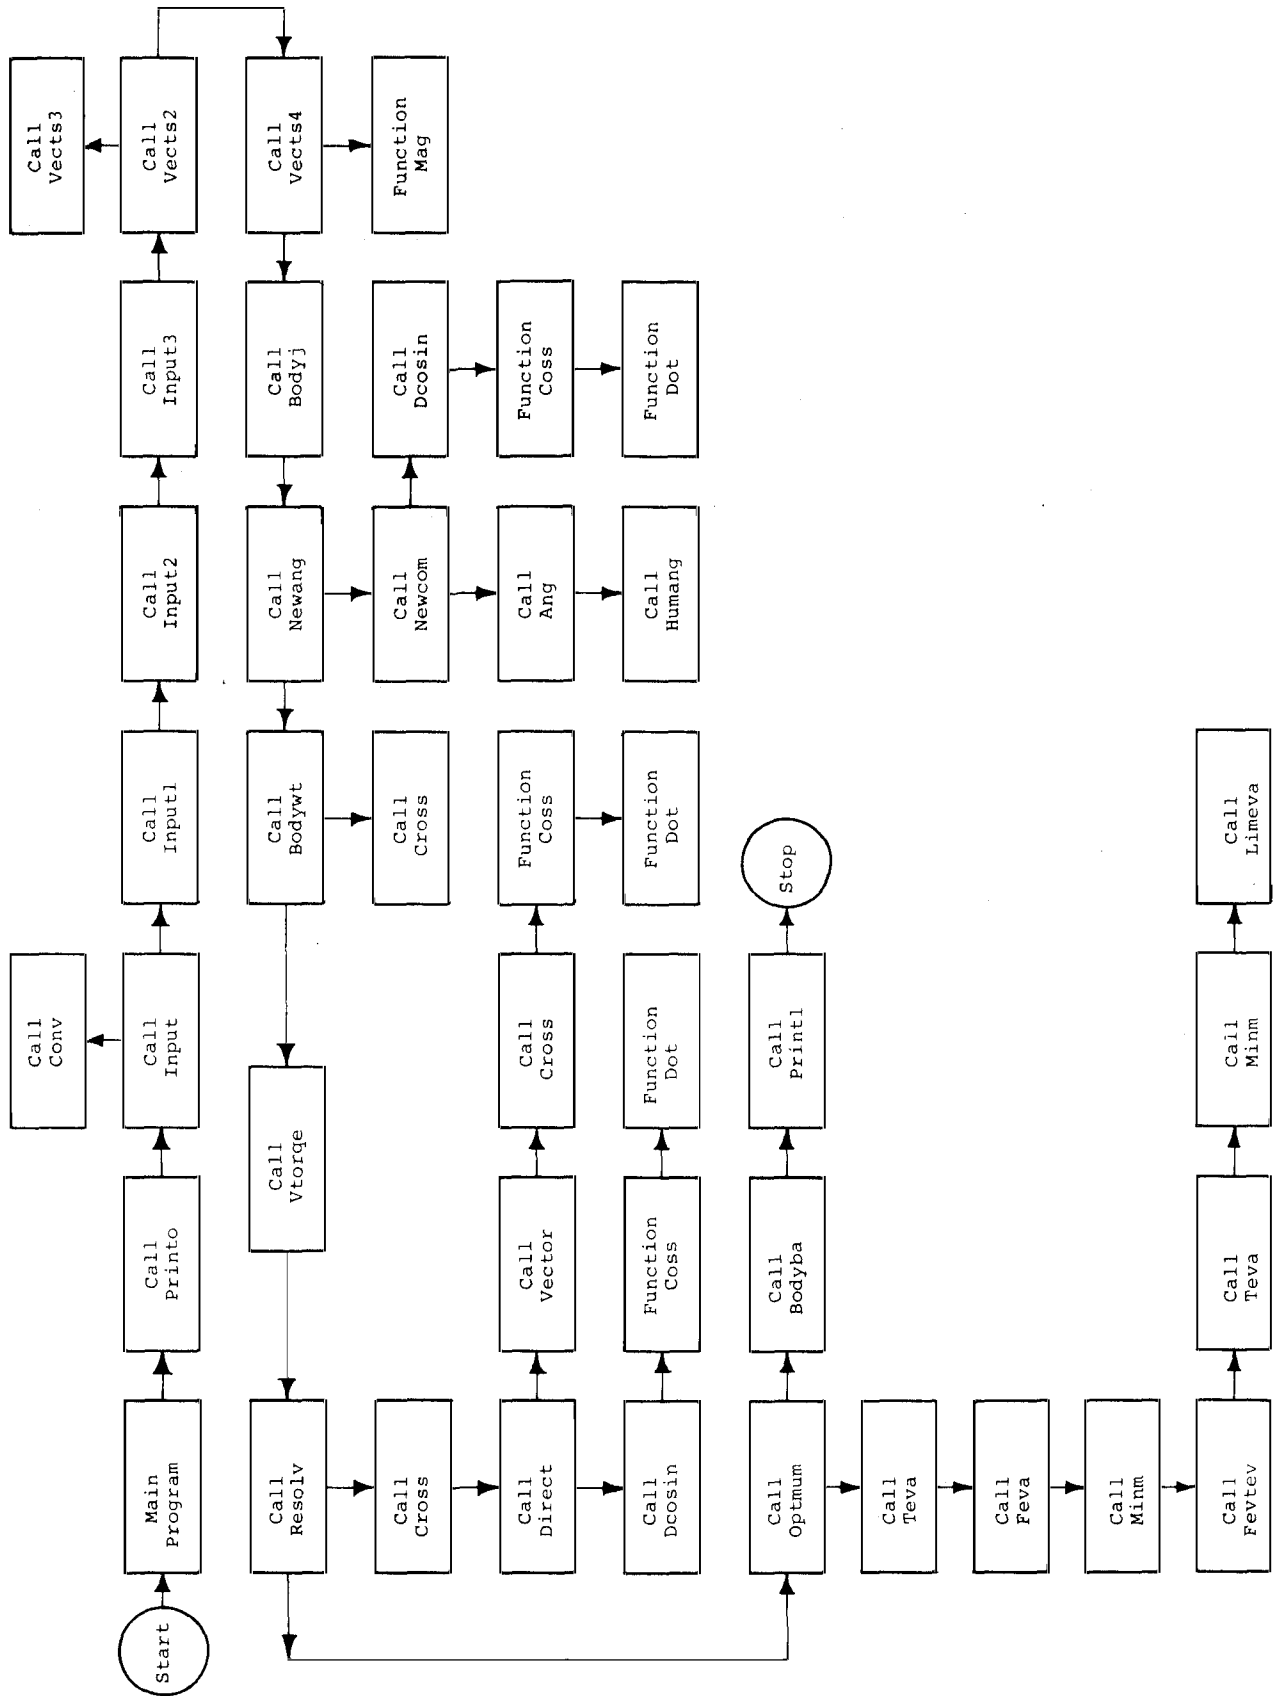 Call
Conv
Call
Vects3
Start
Main
Program
Call
Printo
Call
Input
Call
Input1
Call
Input2
Call
Input3
Call
Vects2
Call
Resolv
Call
Vtorqe
Call
Bodywt
Call
Newang
Call
Bodyj
Call
Vects4
Call
Cross
Call
Cross
Call
Newcom
Call
Dcosin
Function
Mag
Call
Direct
Call
Vector
Call
Cross
Function
Coss
Call
Ang
Function
Coss
Call
Dcosin
Function
Coss
Function
Dot
Function
Dot
Call
Humang
Function
Dot
Call
Optmum
Call
Bodyba
Call
Print1
Stop
Call
Teva
Call
Feva
Call
Minm
Call
Fevtev
Call
Teva
Call
Minm
Call
Limeva